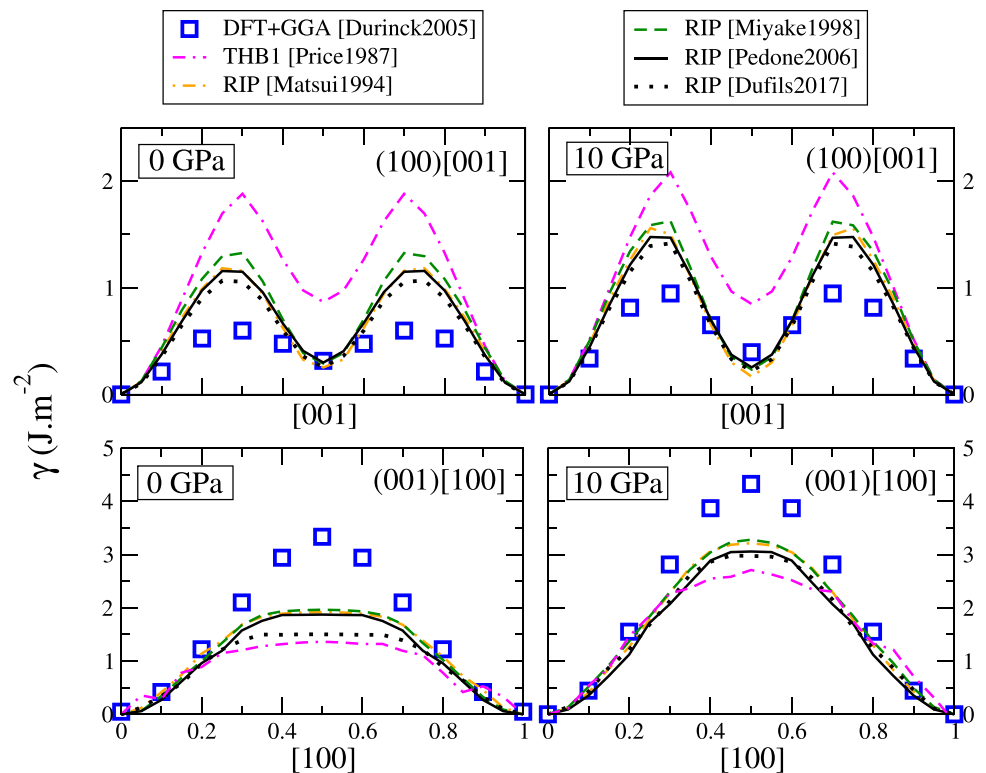 DFT+GGA [Durinck2005]
THB1 [Price1987]
RIP [Matsui1994]
RIP [Miyake1998]
RIP [Pedone2006]
RIP [Dufils2017]
γ (J.m⁻²)
0 GPa (100)[001]
2
1
0
[001]
10 GPa (100)[001]
2
1
0
[001]
0 GPa (001)[100]
5
4
3
2
1
0
0 0.2 0.4 0.6 0.8 1
[100]
10 GPa (001)[100]
5
4
3
2
1
0
0 0.2 0.4 0.6 0.8 1
[100]